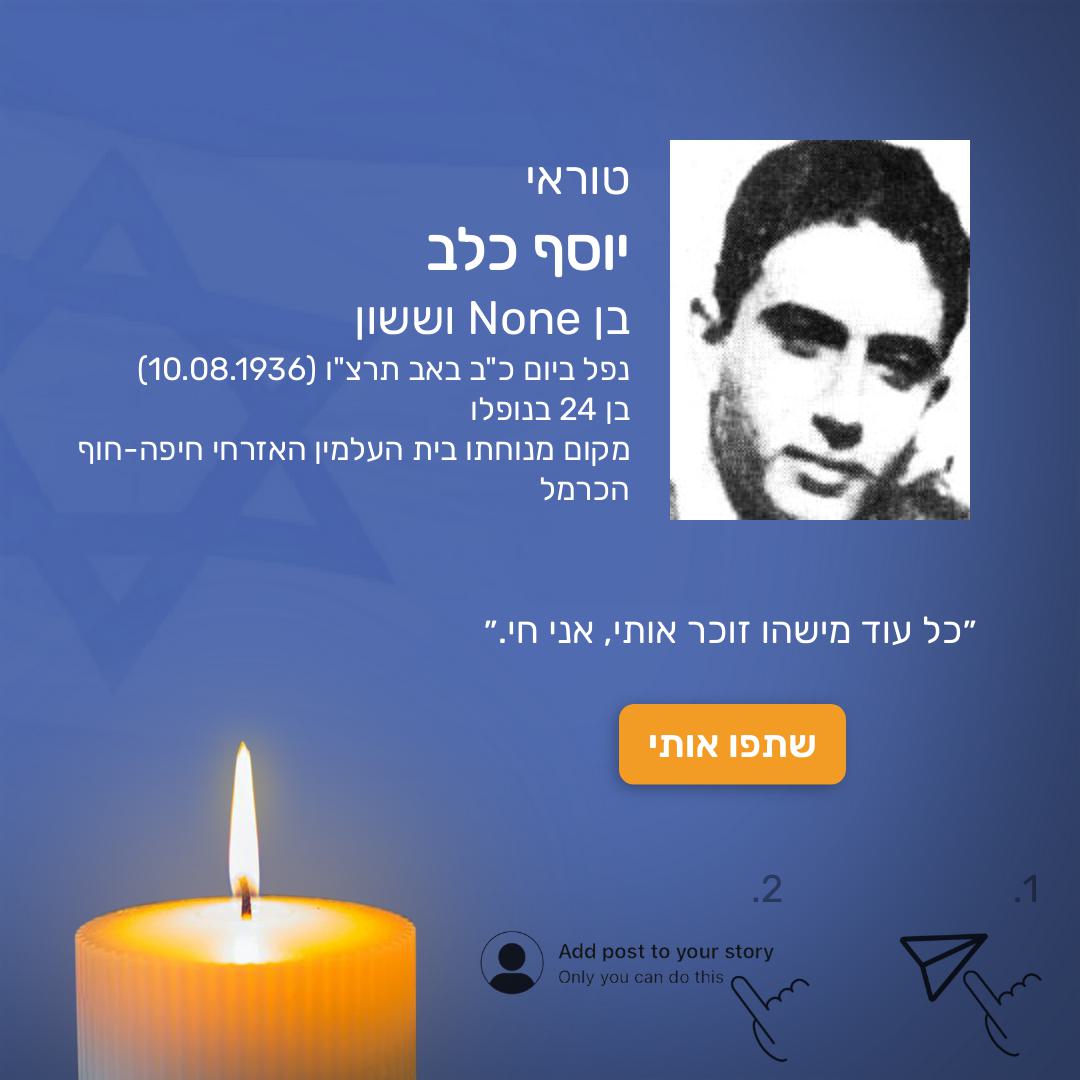 טוראי
יוסף כלב
בן None וששון
נפל ביום כ"ב באב תרצ"ו (10.08.1936)
בן 24 בנופלו
מקום מנוחתו בית העלמין האזרחי חיפה-חוף
הכרמל
״כל עוד מישהו זוכר אותי, אני חי.״
שתפו אותי
.1
.2
Add post to your story
Only you can do this